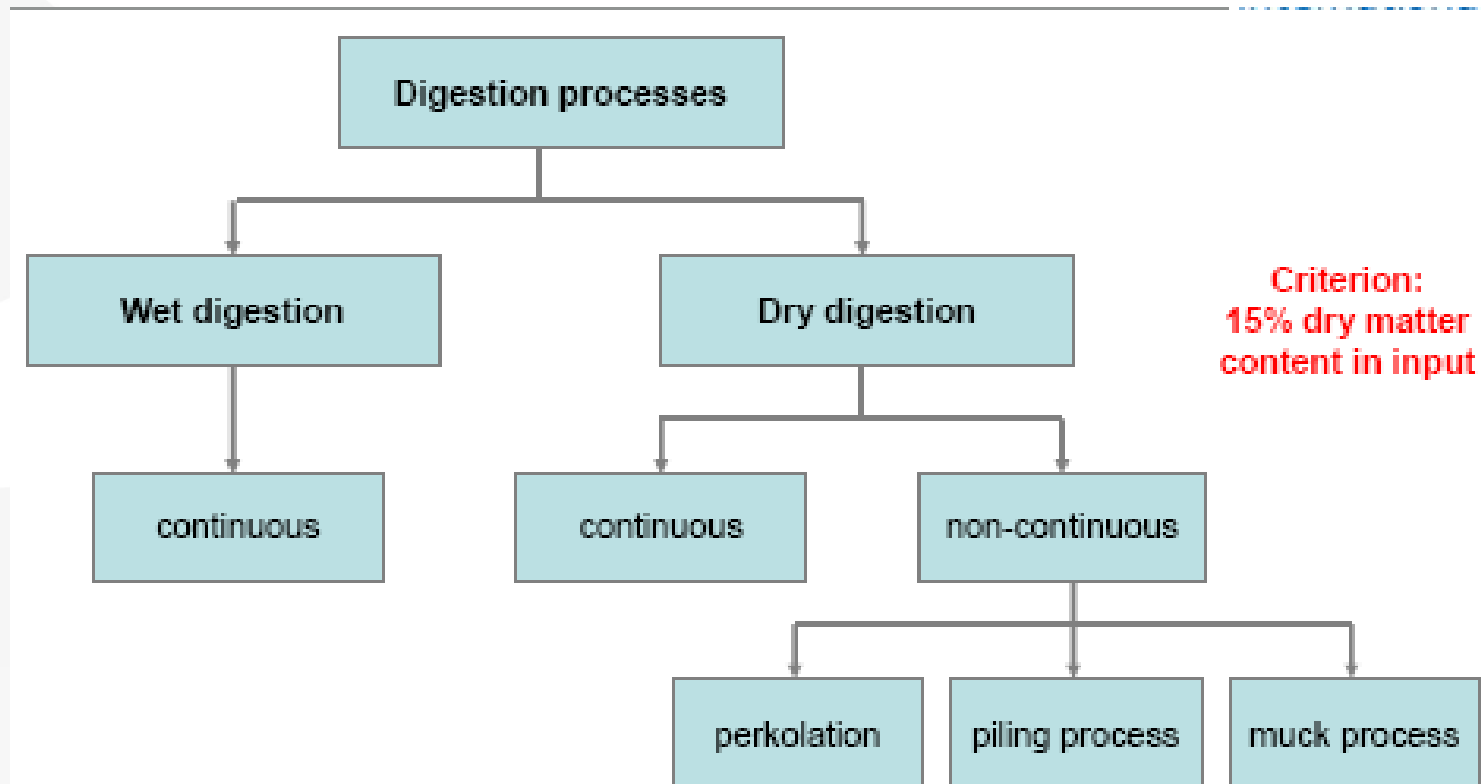 Digestion processes
Wet digestion
Dry digestion
Criterion:
15% dry matter
content in input
continuous
continuous
non-continuous
perkolation
piling process
muck process